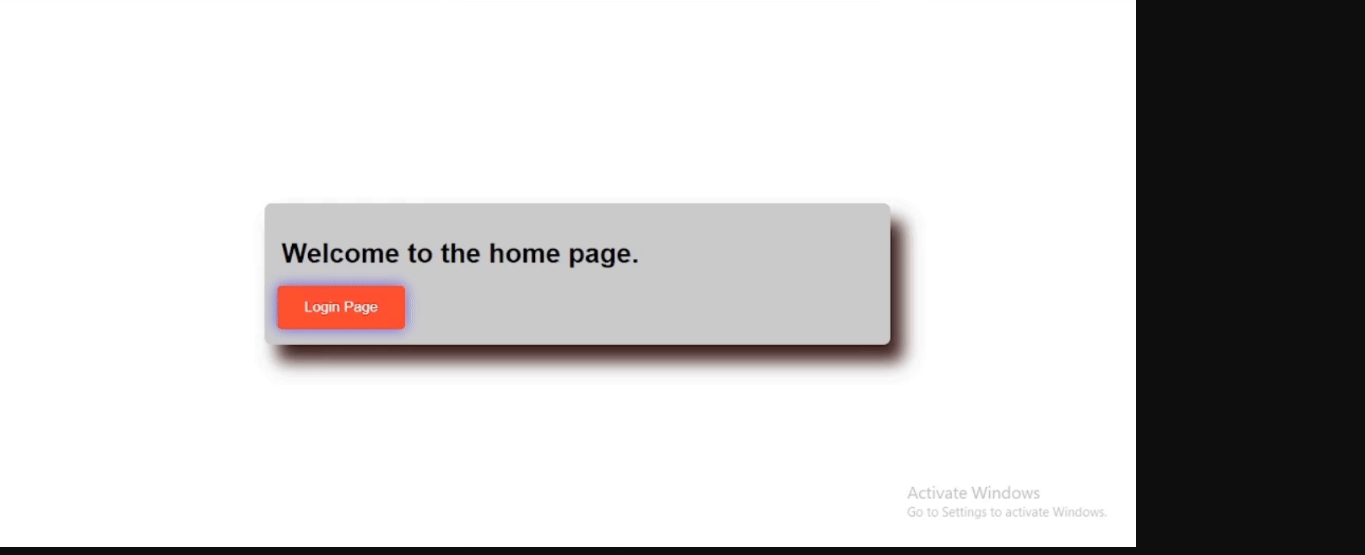 Welcome to the home page.
Login Page
Activate Windows
Go to Settings to activate Windows.